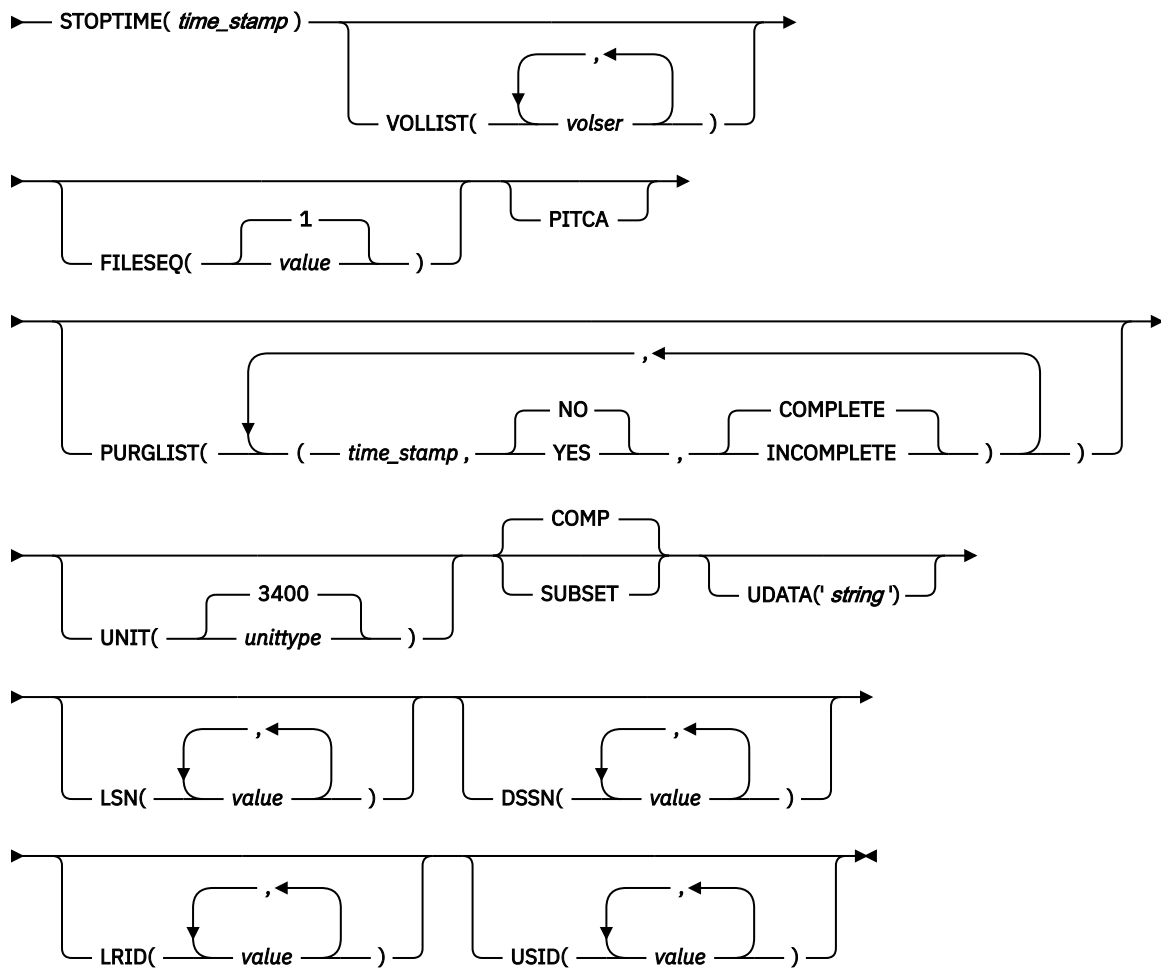 STOPTIME( time_stamp )
,
VOLLIST( volser )
1
FILESEQ( value )
PITCA
,
NO COMPLETE
PURGLIST( ( time_stamp , YES , INCOMPLETE ) )
COMP
3400 SUBSET
UNIT( unittype )
UDATA(' string ')
, ,
LSN( value ) DSSN( value )
, ,
LRID( value ) USID( value )